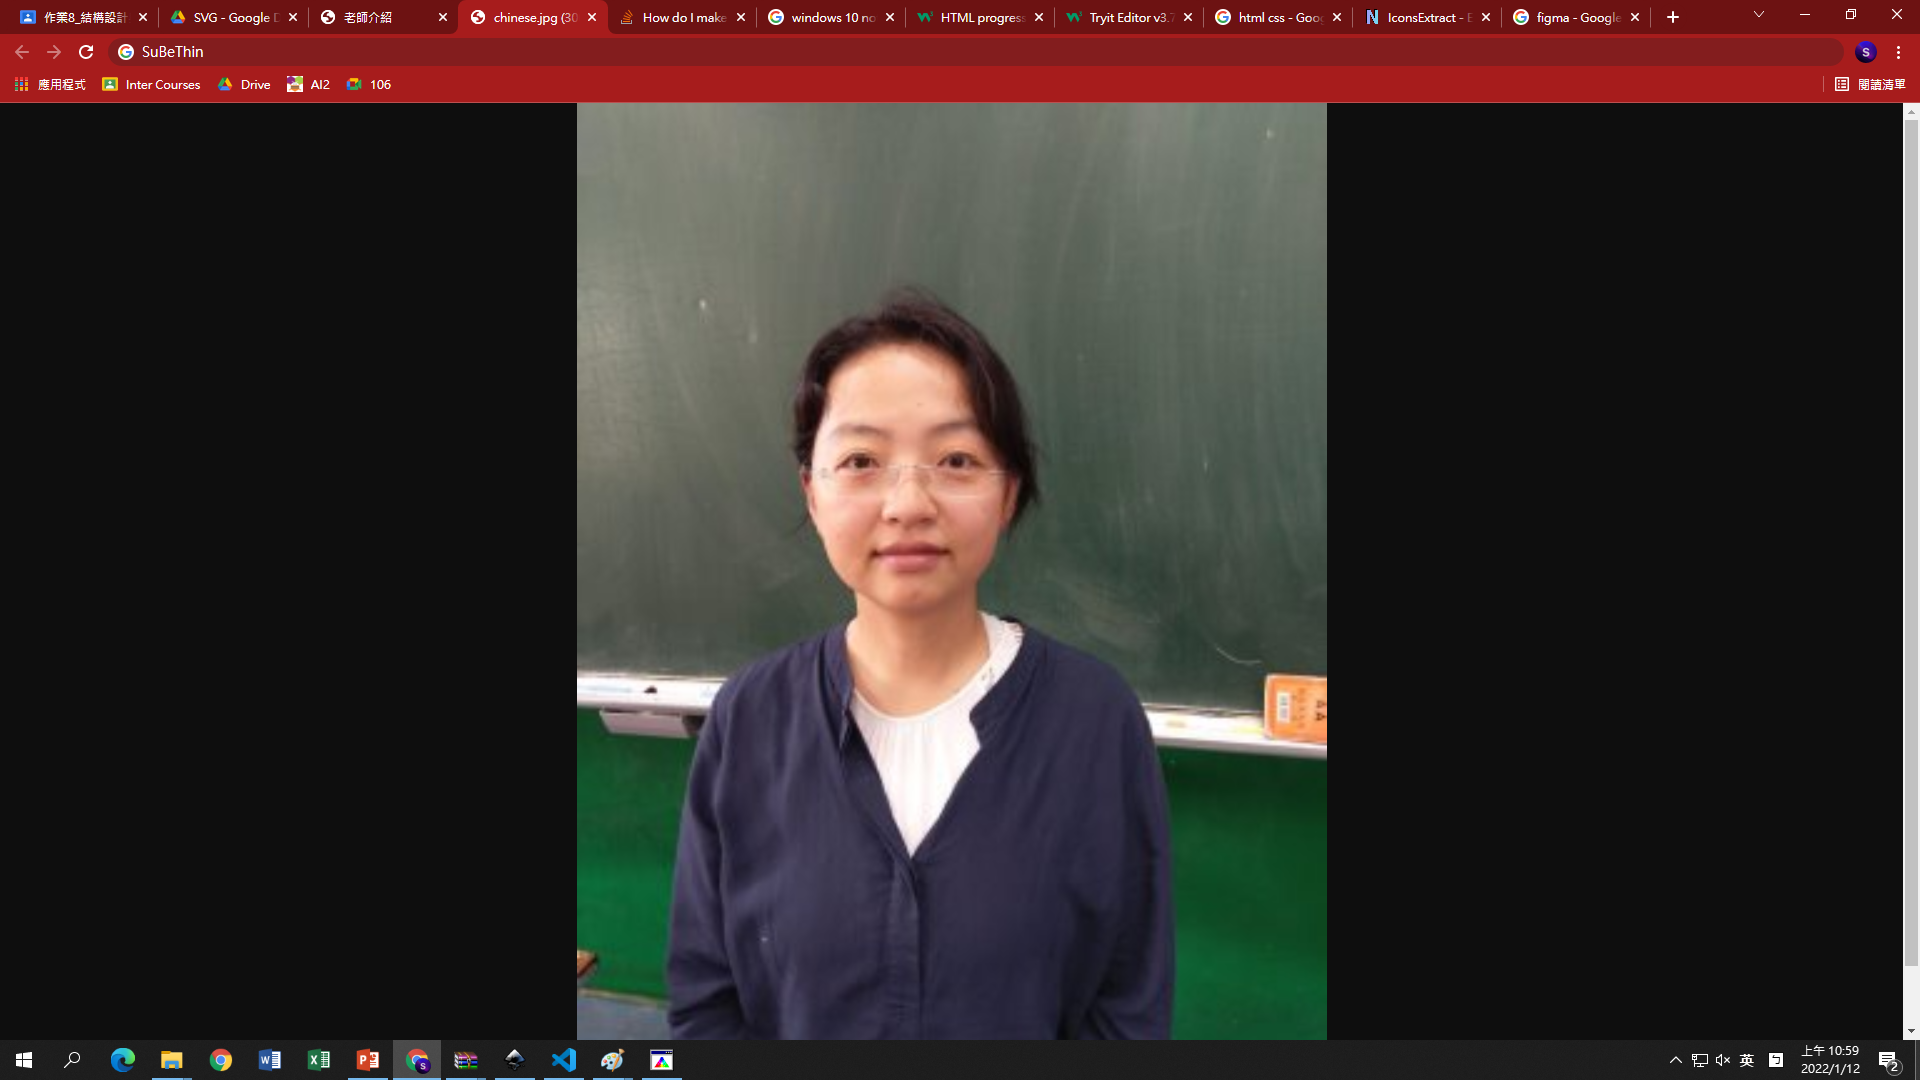 作業8_結構設計
SVG - Google D
老師介紹
chinese.jpg (30
How do I make
windows 10 no
HTML progress
Tryit Editor v3.7
html css - Goog
IconsExtract - E
figma - Google
SuBeThin
S
應用程式
Inter Courses
Drive
AI2
106
閱讀清單
AA
英
上午 10:59
2022/1/12
2